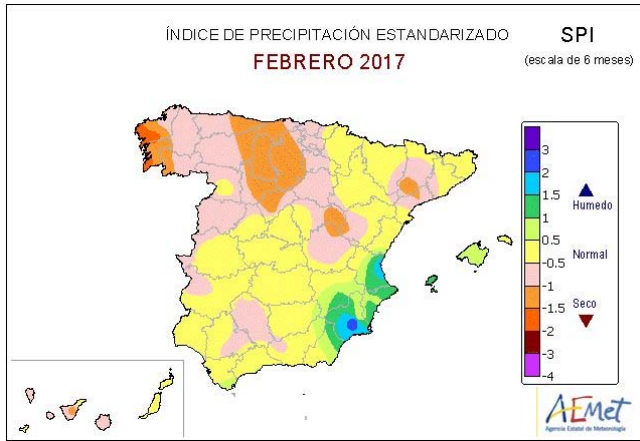 ÍNDICE DE PRECIPITACIÓN ESTANDARIZADO
FEBRERO 2017
SPI
(escala de 6 meses)
3
2
1.5
1
0.5
-0.5
-1
-1.5
-2
-3
-4
Humedo
Normal
Seco
AEMet
Agencia Estatal de Meteorología